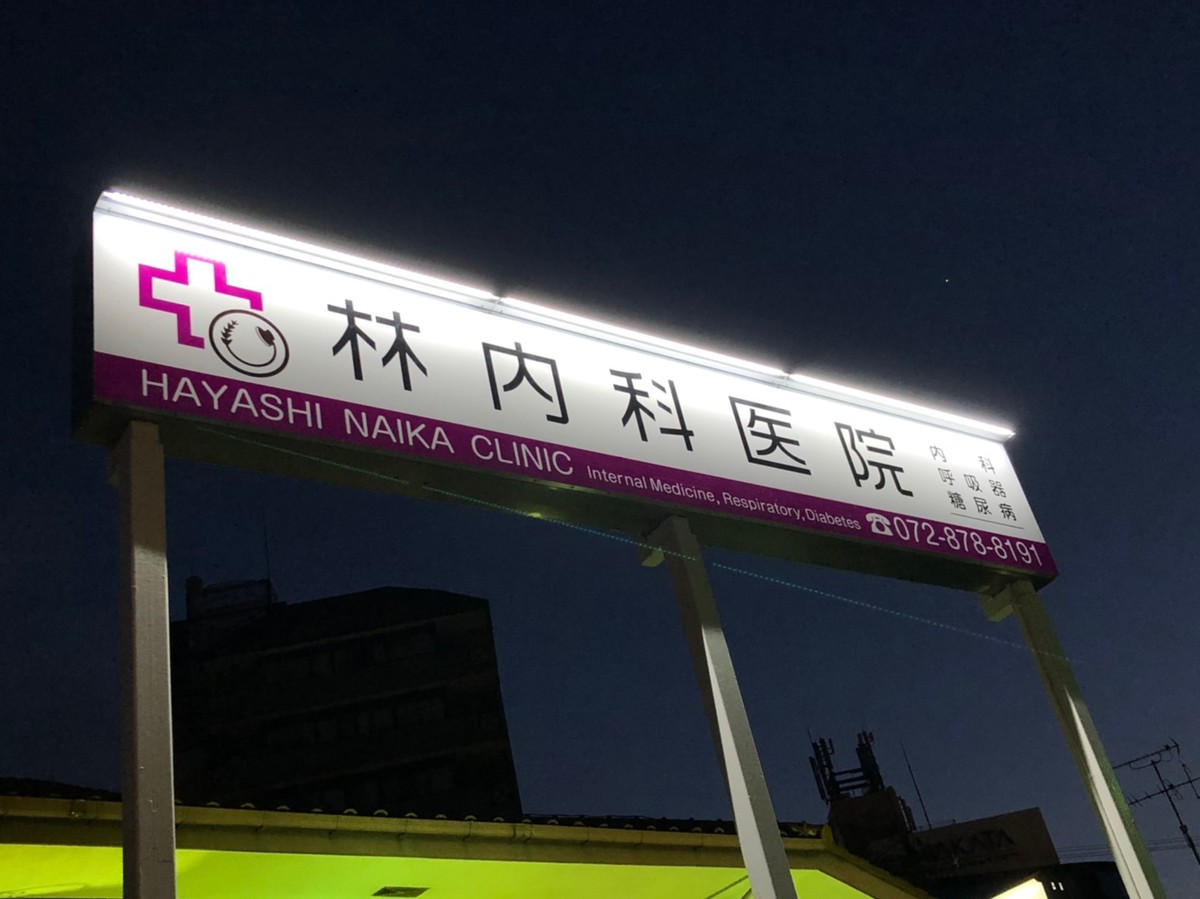 林内科医院
内科
呼吸器
糖尿病
HAYASHI NAIKA CLINIC Internal Medicine, Respiratory, Diabetes ☎072-878-8191
NAKATA